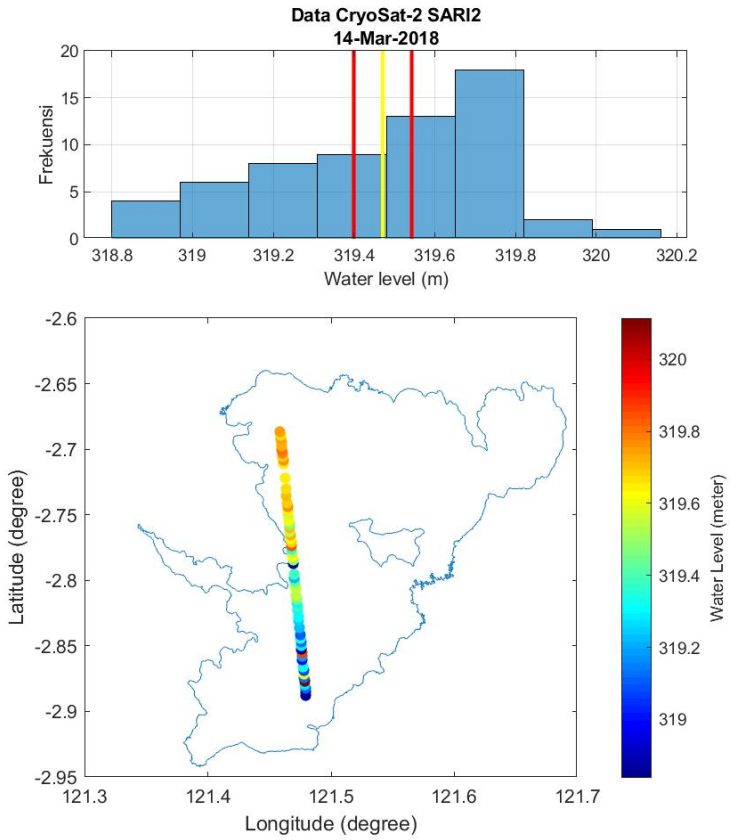 Data CryoSat-2 SARI2
14-Mar-2018
20
15
10
5
0
Frekuensi
318.8 319 319.2 319.4 319.6 319.8 320 320.2
Water level (m)
-2.6
-2.65
-2.7
-2.75
-2.8
-2.85
-2.9
-2.95
Latitude (degree)
121.3 121.4 121.5 121.6 121.7
Longitude (degree)
320
319.8
319.6
319.4
319.2
319
Water Level (meter)